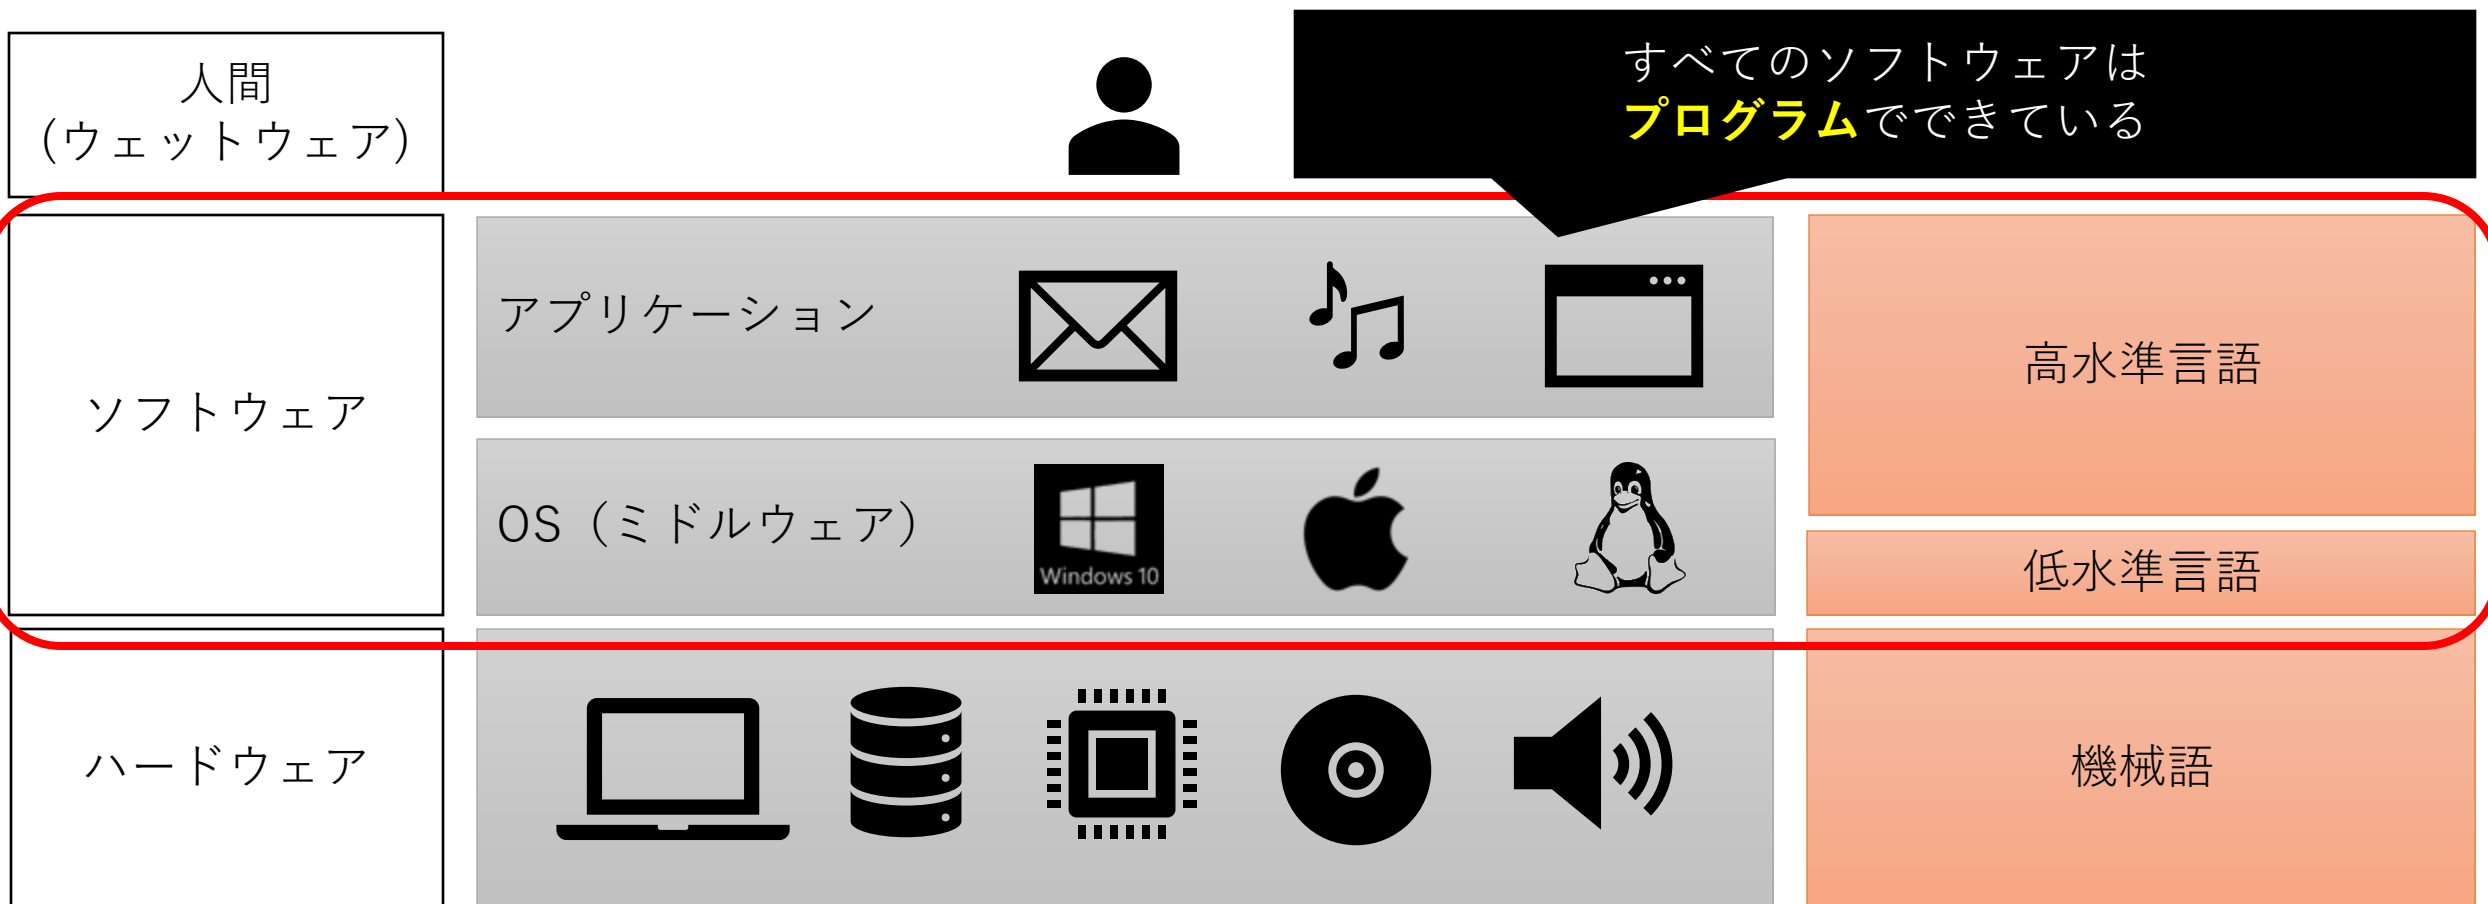 人間
(ウェットウェア)
すべてのソフトウェアは
プログラムでできている
ソフトウェア
アプリケーション
高水準言語
OS（ミドルウェア）
Windows 10
低水準言語
ハードウェア
機械語